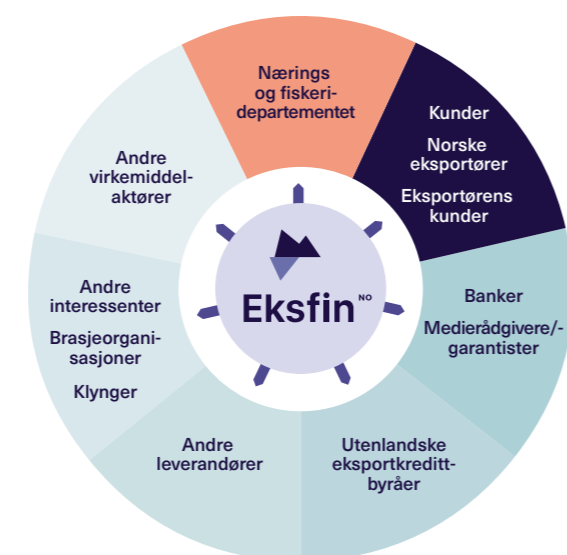 Nærings
og fiskeri-
departementet
Kunder
Norske
eksportører
Eksportørens
kunder
Banker
Medierådgivere/-
garantister
Utenlandske
eksportkreditt-
byråer
Andre
leverandører
Andre
interessenter
Brasjeorgani-
sasjoner
Klynger
Andre
virkemiddel-
aktører
Eksfin NO